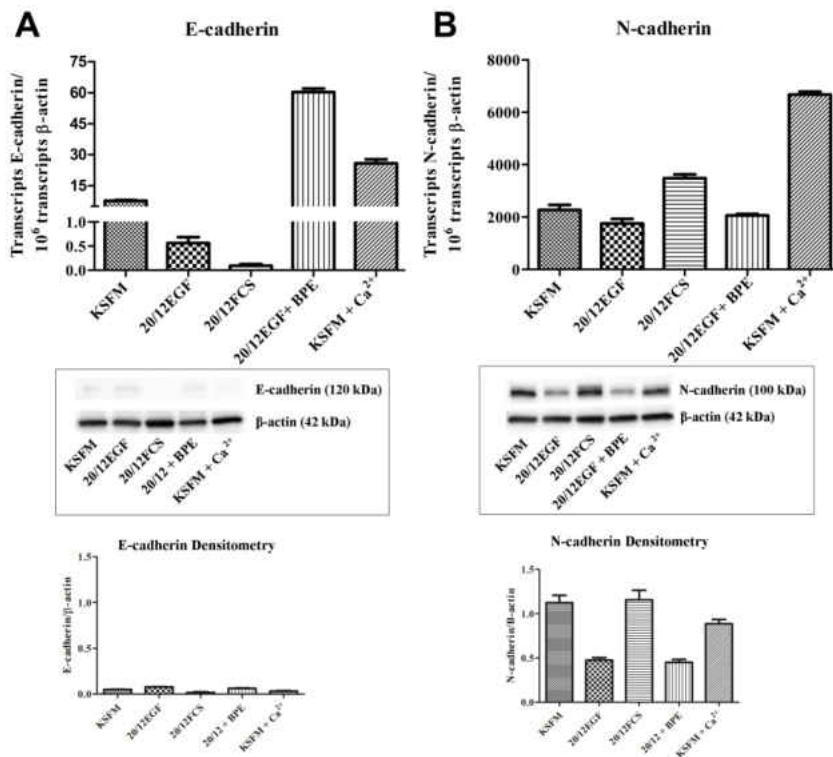 A
E-cadherin
Transcripts E-cadherin/
10⁶ transcripts β-actin
75
60
45
30
15
1.0
0.5
0.0
KSFM
20/12EGF
20/12FCS
20/12EGF+ BPE
KSFM + Ca²⁺
E-cadherin (120 kDa)
β-actin (42 kDa)
KSFM
20/12EGF
20/12FCS
20/12 + BPE
KSFM + Ca²⁺
E-cadherin Densitometry
E-cadherin/β-actin
1.5
1.0
0.5
0.0
KSFM
20/12EGF
20/12FCS
20/12 + BPE
KSFM + Ca²⁺
B
N-cadherin
Transcripts N-cadherin/
10⁶ transcripts β-actin
8000
6000
4000
2000
0
KSFM
20/12EGF
20/12FCS
20/12EGF+ BPE
KSFM + Ca²⁺
N-cadherin (100 kDa)
β-actin (42 kDa)
KSFM
20/12EGF
20/12FCS
20/12EGF + BPE
KSFM + Ca²⁺
N-cadherin Densitometry
N-cadherin/B-actin
1.5
1.0
0.5
0.0
KSFM
20/12EGF
20/12FCS
20/12 + BPE
KSFM + Ca²⁺